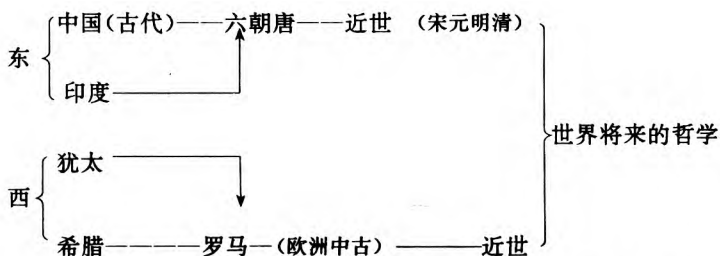 中国(古代)——六朝唐——近世 (宋元明清)
东
印度
世界将来的哲学
犹太
西
希腊————罗马—(欧洲中古)———近世